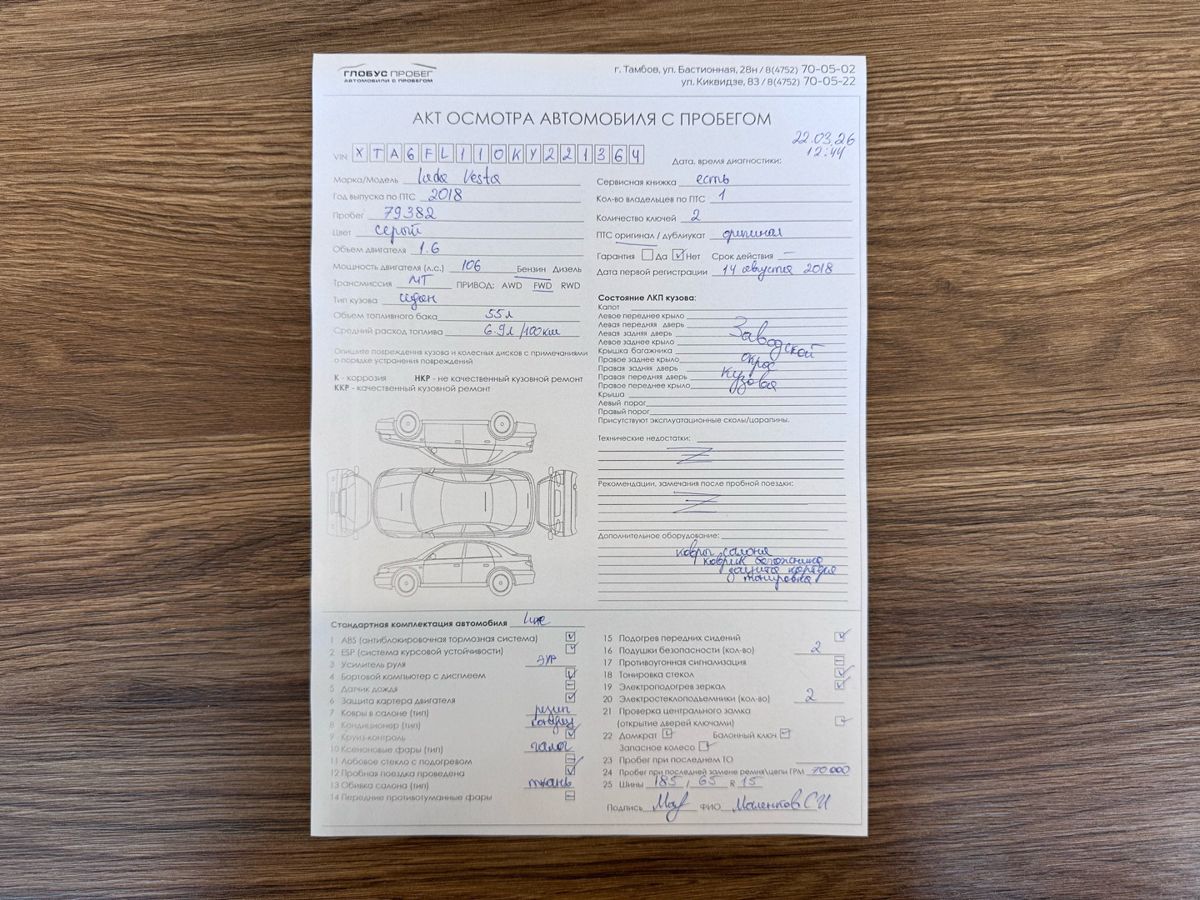 ГЛОБУС ПРОБЕГ
АВТОМОБИЛИ С ПРОБЕГОМ
г. Тамбов, ул. Бастионная, 28н / 8(4752) 70-05-02
ул. Киквидзе, 83 / 8(4752) 70-05-22
АКТ ОСМОТРА АВТОМОБИЛЯ С ПРОБЕГОМ
VIN XTA6FL110KY221364
Дата, время диагностики: 22.03.26 12:44
Марка/Модель Lada Vesta
Год выпуска по ПТС 2018
Пробег 79382
Цвет серый
Объем двигателя 1.6
Мощность двигателя (л.с.) 106 Бензин Дизель
Трансмиссия МТ ПРИВОД: AWD FWD RWD
Тип кузова седан
Объем топливного бака 55 л
Средний расход топлива 6.9л/100км
Опишите повреждения кузова и колесных дисков с примечаниями
о порядке устранения повреждений
К - коррозия НКР - не качественный кузовной ремонт
ККР - качественный кузовной ремонт
Сервисная книжка есть
Кол-во владельцев по ПТС 1
Количество ключей 2
ПТС оригинал / дубликат оригинал
Гарантия Да Нет Срок действия —
Дата первой регистрации 14 августа 2018
Состояние ЛКП кузова:
Капот
Левое переднее крыло
Левая передняя дверь
Левая задняя дверь
Левое заднее крыло
Крышка багажника
Правое заднее крыло
Правая задняя дверь
Правая передняя дверь
Правое переднее крыло
Крыша
Левый порог
Правый порог
Заводской
окрас
кузова
Присутствуют эксплуатационные сколы/царапины.
Технические недостатки:
Рекомендации, замечания после пробной поездки:
Дополнительное оборудование:
ковры салона
коврик багажника
защита картера
тонировка
Стандартная комплектация автомобиля
1 ABS (антиблокировочная тормозная система)
2 ESP (система курсовой устойчивости)
3 Усилитель руля ЭУР
4 Бортовой компьютер с дисплеем
5 Датчик дождя
6 Защита картера двигателя
7 Ковры в салоне (тип) резин
8 Кондиционер (тип) кондиц
9 Круиз-контроль
10 Ксеноновые фары (тип) галог
11 Лобовое стекло с подогревом
12 Пробная поездка проведена
13 Обивка салона (тип) ткань
14 Передние противотуманные фары
15 Подогрев передних сидений
16 Подушки безопасности (кол-во) 2
17 Противоугонная сигнализация
18 Тонировка стекол
19 Электроподогрев зеркал
20 Электростеклоподъемники (кол-во) 2
21 Проверка центрального замка
(открытие дверей ключами)
22 Домкрат Балонный ключ
Запасное колесо
23 Пробег при последнем ТО
24 Пробег при последней замене ремня/цепи ГРМ 70000
25 Шины 185 / 65 R 15
Подпись ФИО Малентков С И